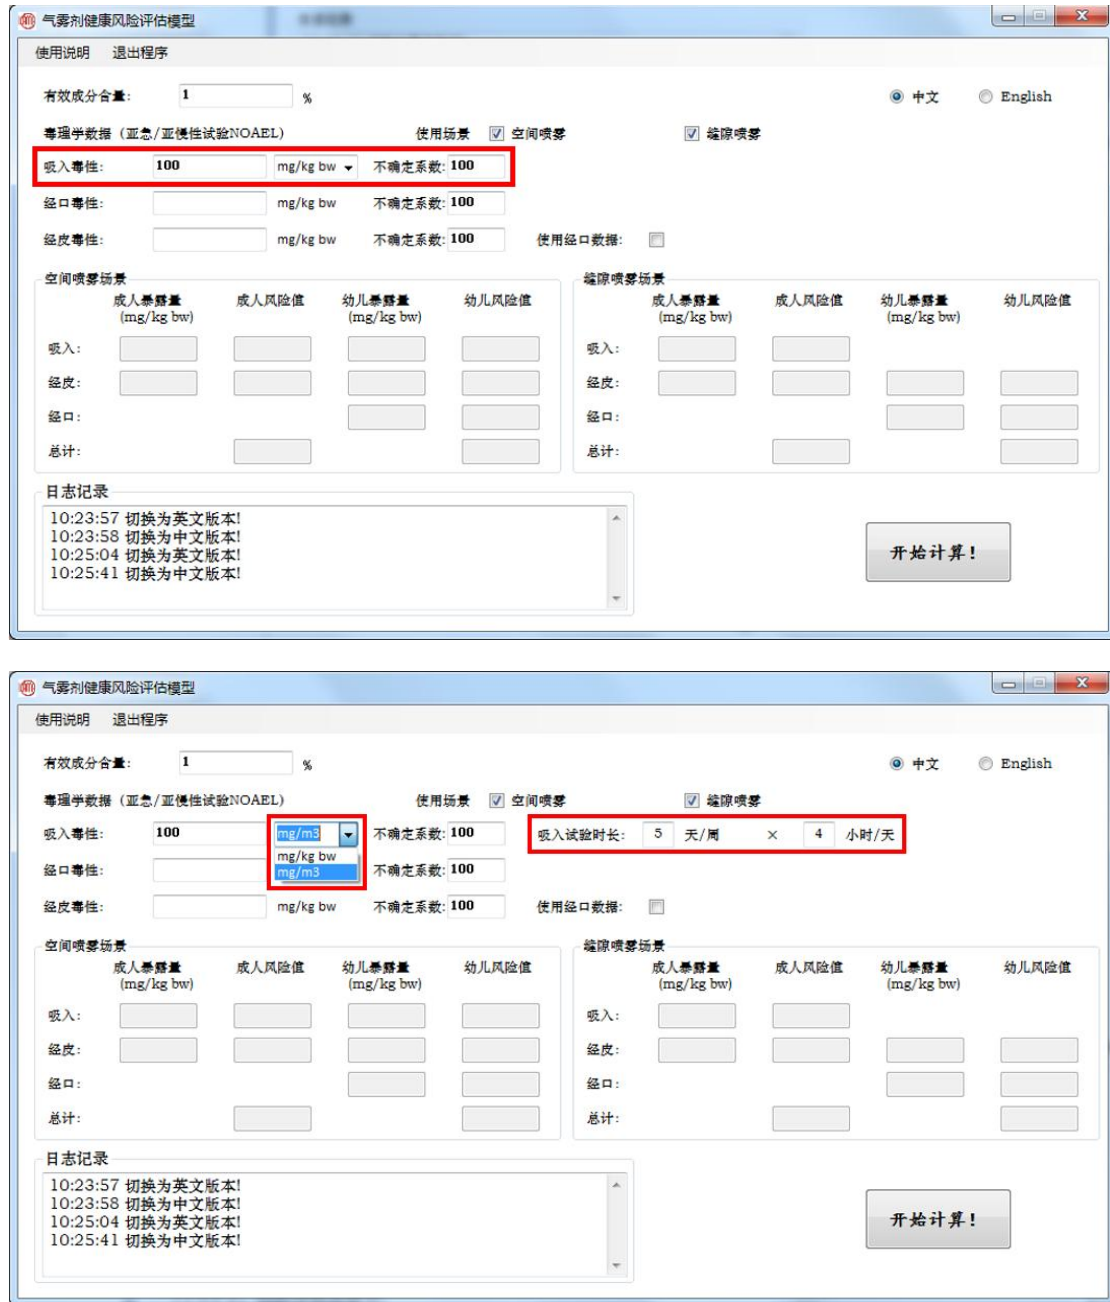 气雾剂健康风险评估模型
使用说明 退出程序
有效成分含量: 1 % 中文 English
毒理学数据 (亚急/亚慢性试验NOAEL) 使用场景 空间喷雾 缝隙喷雾
吸入毒性: 100 mg/kg bw 不确定系数: 100
经口毒性: mg/kg bw 不确定系数: 100
经皮毒性: mg/kg bw 不确定系数: 100 使用经口数据:
空间喷雾场景 缝隙喷雾场景
成人暴露量 成人风险值 幼儿暴露量 幼儿风险值 成人暴露量 成人风险值 幼儿暴露量 幼儿风险值
(mg/kg bw) (mg/kg bw) (mg/kg bw) (mg/kg bw)
吸入: 吸入:
经皮: 经皮:
经口: 经口:
总计: 总计:
日志记录
10:23:57 切换为英文版本!
10:23:58 切换为中文版本!
10:25:04 切换为英文版本!
10:25:41 切换为中文版本!
开始计算!
气雾剂健康风险评估模型
使用说明 退出程序
有效成分含量: 1 % 中文 English
毒理学数据 (亚急/亚慢性试验NOAEL) 使用场景 空间喷雾 缝隙喷雾
吸入毒性: 100 mg/m3 不确定系数: 100 吸入试验时长: 5 天/周 × 4 小时/天
mg/kg bw
经口毒性: mg/m3 不确定系数: 100
经皮毒性: mg/kg bw 不确定系数: 100 使用经口数据:
空间喷雾场景 缝隙喷雾场景
成人暴露量 成人风险值 幼儿暴露量 幼儿风险值 成人暴露量 成人风险值 幼儿暴露量 幼儿风险值
(mg/kg bw) (mg/kg bw) (mg/kg bw) (mg/kg bw)
吸入: 吸入:
经皮: 经皮:
经口: 经口:
总计: 总计:
日志记录
10:23:57 切换为英文版本!
10:23:58 切换为中文版本!
10:25:04 切换为英文版本!
10:25:41 切换为中文版本!
开始计算!